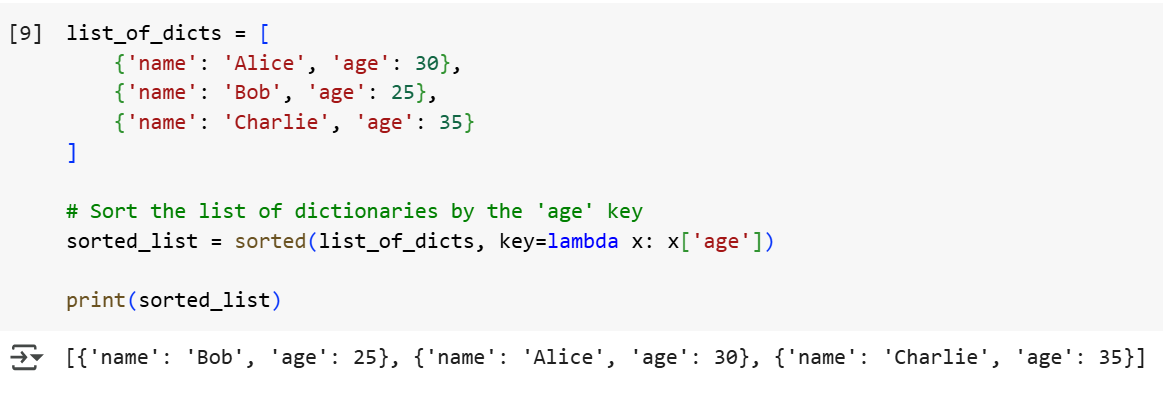 [9] list_of_dicts = [
    {'name': 'Alice', 'age': 30},
    {'name': 'Bob', 'age': 25},
    {'name': 'Charlie', 'age': 35}
]
# Sort the list of dictionaries by the 'age' key
sorted_list = sorted(list_of_dicts, key=lambda x: x['age'])
print(sorted_list)
[{'name': 'Bob', 'age': 25}, {'name': 'Alice', 'age': 30}, {'name': 'Charlie', 'age': 35}]